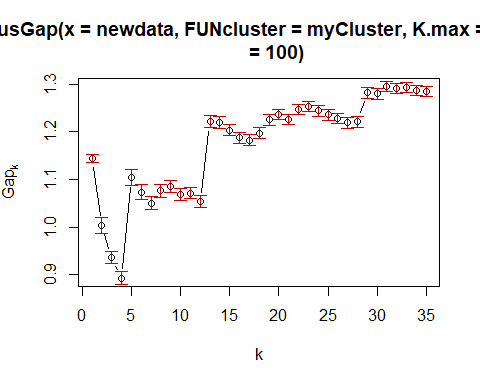 usGap(x = newdata, FUNcluster = myCluster, K.max =
= 100)
Gapk
1.3
1.2
1.1
1.0
0.9
0 5 10 15 20 25 30 35
k